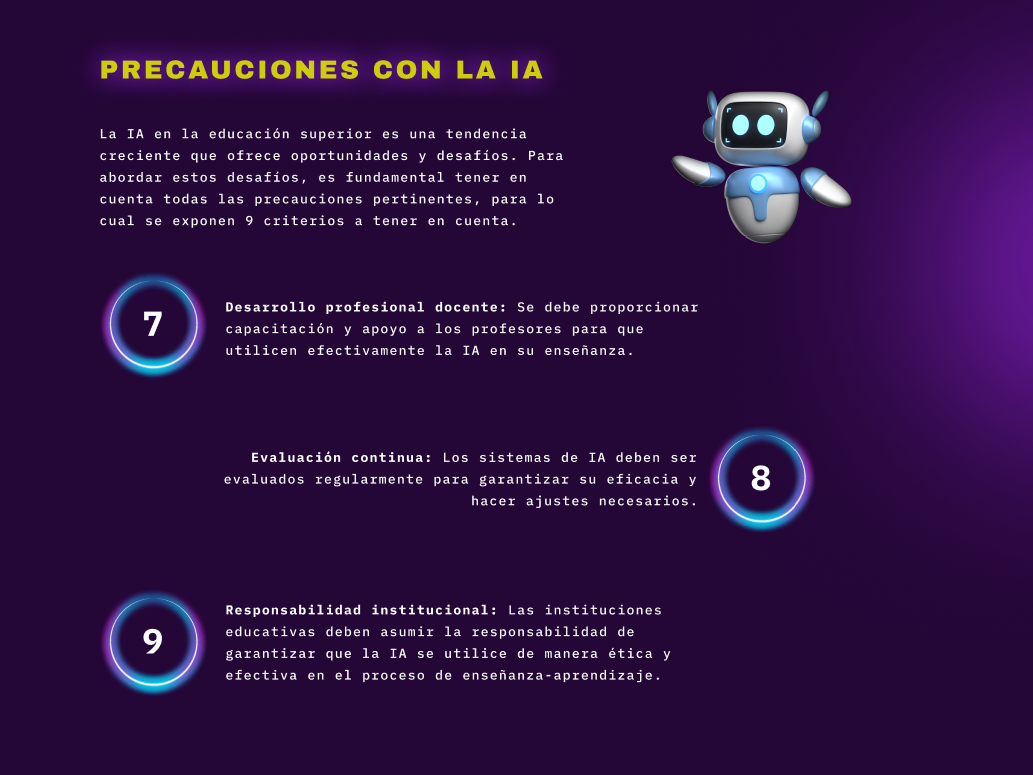 PRECAUCIONES CON LA IA
La IA en la educación superior es una tendencia
creciente que ofrece oportunidades y desafíos. Para
abordar estos desafíos, es fundamental tener en
cuenta todas las precauciones pertinentes, para lo
cual se exponen 9 criterios a tener en cuenta.
7
Desarrollo profesional docente: Se debe proporcionar
capacitación y apoyo a los profesores para que
utilicen efectivamente la IA en su enseñanza.
Evaluación continua: Los sistemas de IA deben ser
evaluados regularmente para garantizar su eficacia y
hacer ajustes necesarios.
8
9
Responsabilidad institucional: Las instituciones
educativas deben asumir la responsabilidad de
garantizar que la IA se utilice de manera ética y
efectiva en el proceso de enseñanza-aprendizaje.